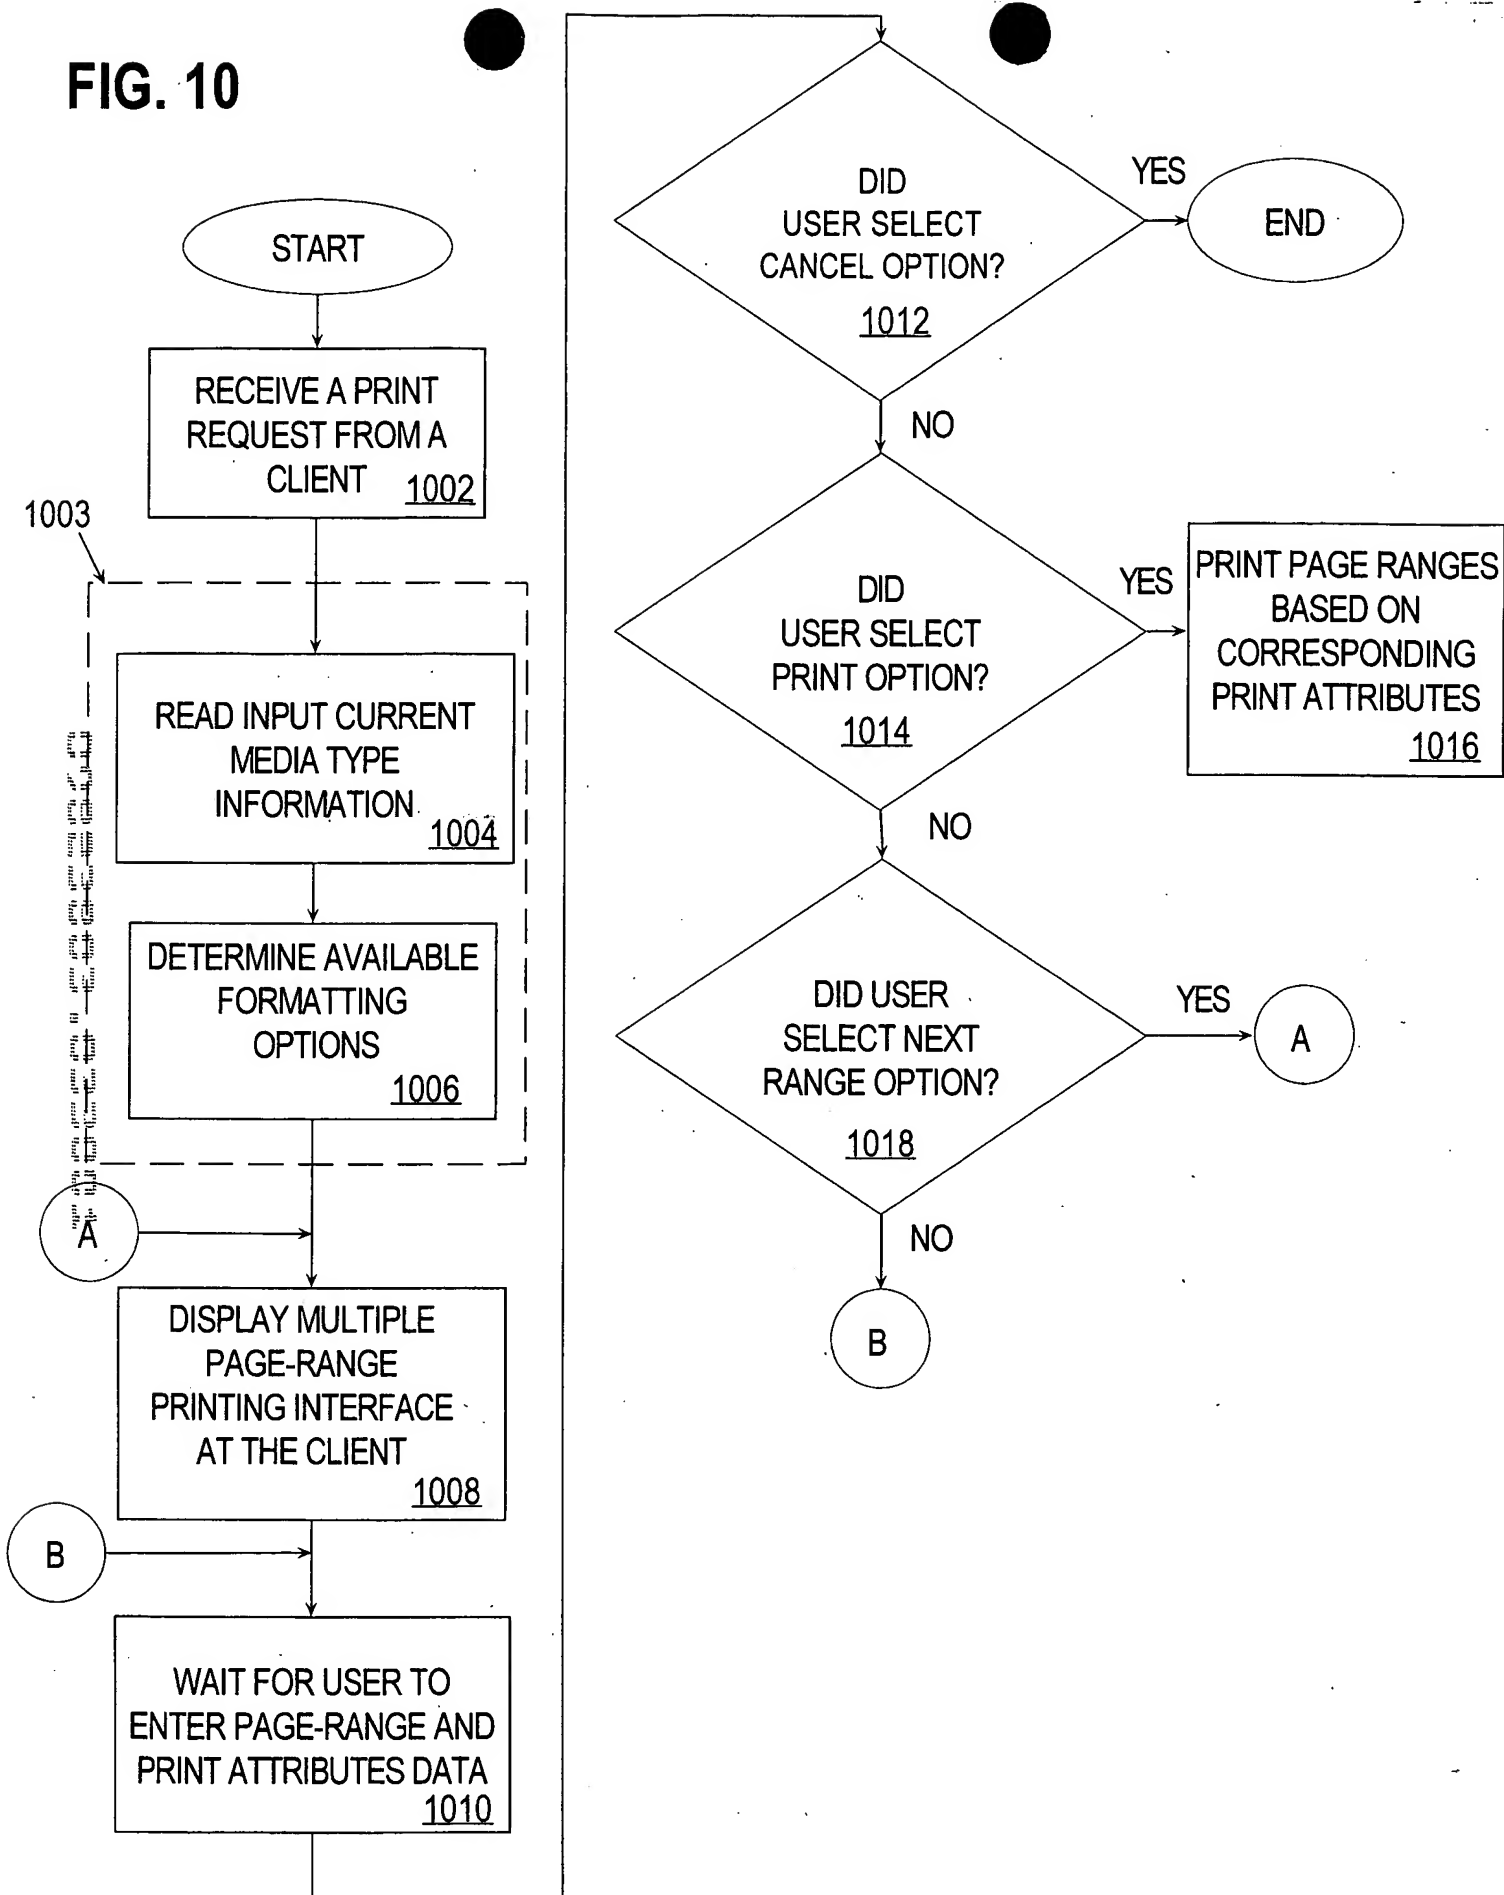 FIG. 10
START
RECEIVE A PRINT
REQUEST FROM A
CLIENT 1002
1003
READ INPUT CURRENT
MEDIA TYPE
INFORMATION
1004
DETERMINE AVAILABLE
FORMATTING
OPTIONS
1006
A
DISPLAY MULTIPLE
PAGE-RANGE
PRINTING INTERFACE
AT THE CLIENT
1008
B
WAIT FOR USER TO
ENTER PAGE-RANGE AND
PRINT ATTRIBUTES DATA
1010
DID
USER SELECT
CANCEL OPTION?
1012
YES
END
NO
DID
USER SELECT
PRINT OPTION?
1014
YES
PRINT PAGE RANGES
BASED ON
CORRESPONDING
PRINT ATTRIBUTES
1016
NO
DID USER
SELECT NEXT
RANGE OPTION?
1018
YES
A
NO
B